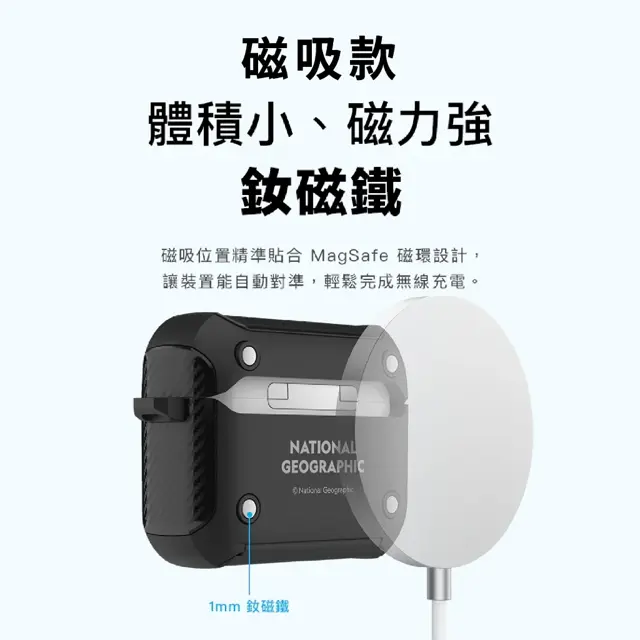 磁吸款
體積小、磁力強
釹磁鐵
磁吸位置精準貼合 MagSafe 磁環設計，
讓裝置能自動對準，輕鬆完成無線充電。
NATIONAL
GEOGRAPHIC
©National Geographic
1mm 釹磁鐵